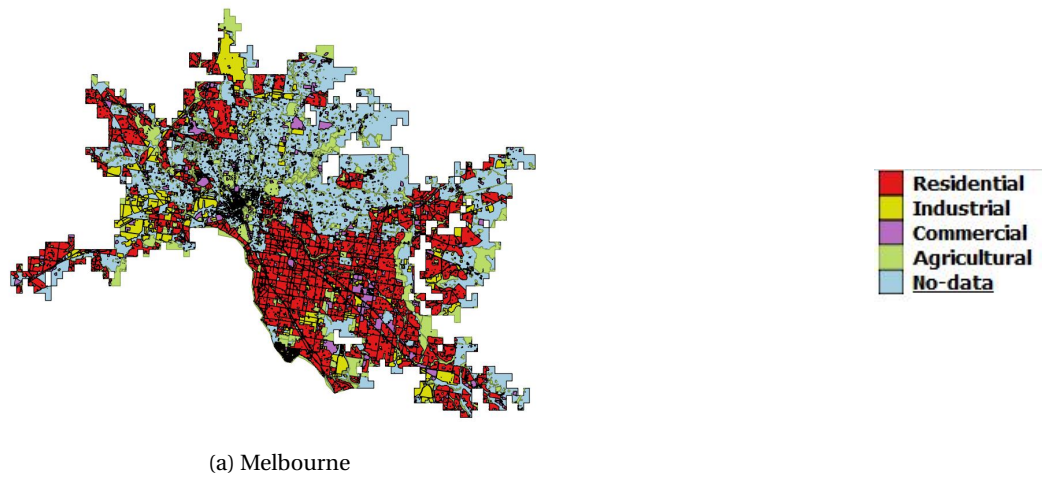 Residential
Industrial
Commercial
Agricultural
No-data
(a) Melbourne